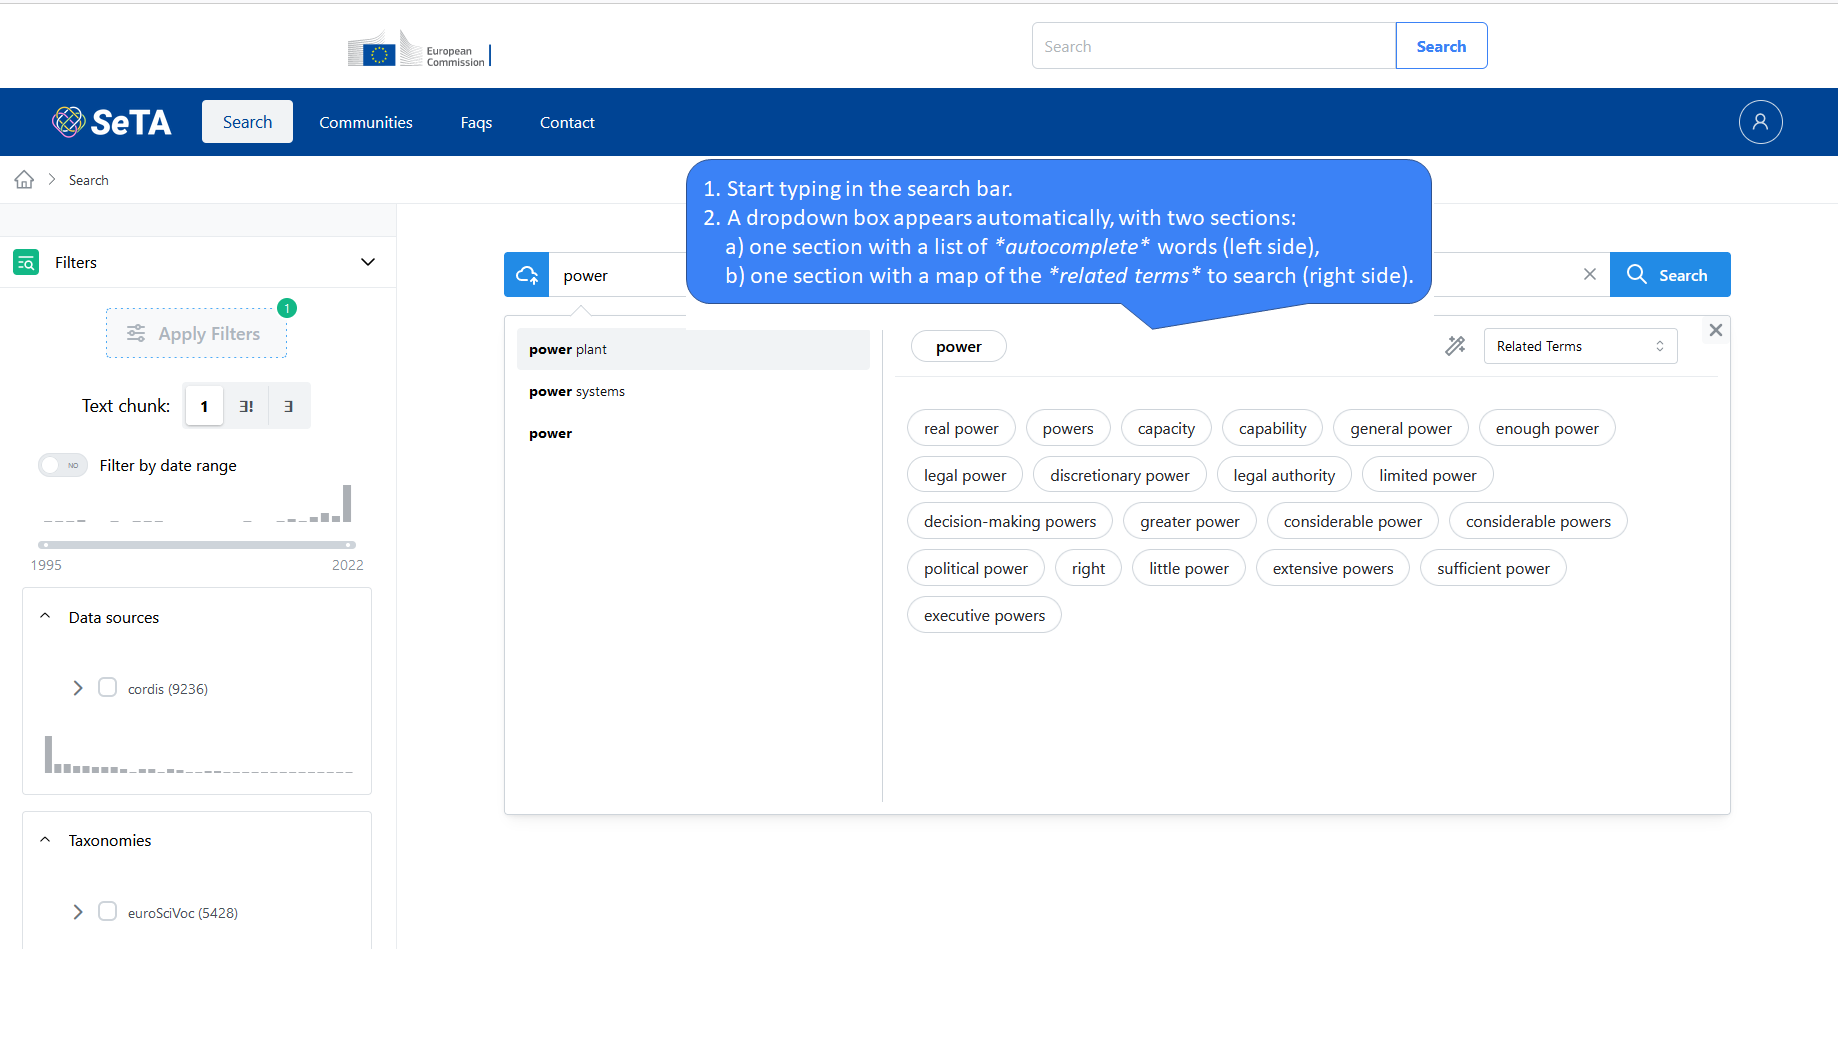 European
Commission
Search
Search
SeTA
Search
Communities
Faqs
Contact
Search
1. Start typing in the search bar.
2. A dropdown box appears automatically, with two sections:
a) one section with a list of *autocomplete* words (left side),
b) one section with a map of the *related terms* to search (right side).
Filters
power
Search
1
Apply Filters
Text chunk:
1
∃!
∃
NO
Filter by date range
1995
2022
Data sources
cordis (9236)
Taxonomies
euroSciVoc (5428)
power plant
power systems
power
power
Related Terms
real power
powers
capacity
capability
general power
enough power
legal power
discretionary power
legal authority
limited power
decision-making powers
greater power
considerable power
considerable powers
political power
right
little power
extensive powers
sufficient power
executive powers